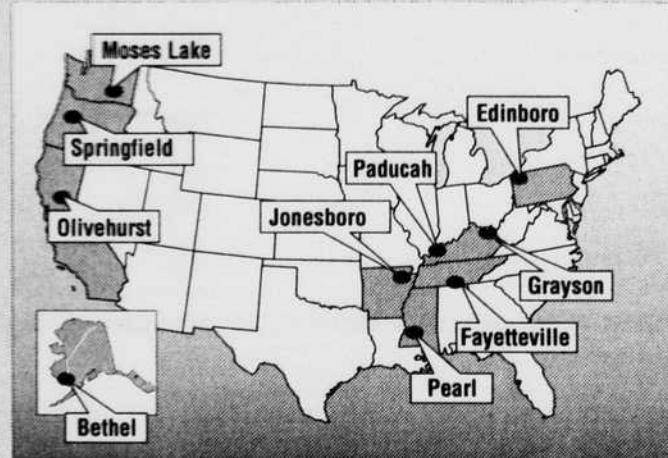 Moses Lake
Edinboro
Springfield
Paducah
Olivehurst
Jonesboro
Grayson
Fayetteville
Pearl
Bethel